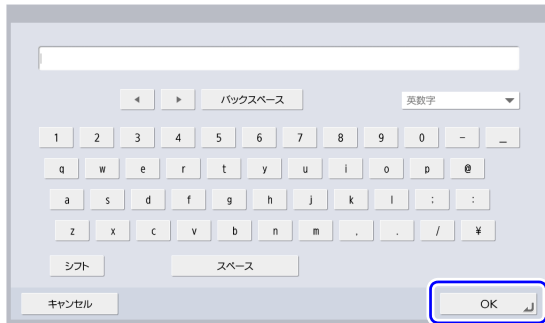 ◀ ▶ バックスペース 英数字 ▼
1 2 3 4 5 6 7 8 9 0 - _
q w e r t y u i o p @
a s d f g h j k l ; :
z x c v b n m , . / ¥
シフト スペース
キャンセル OK